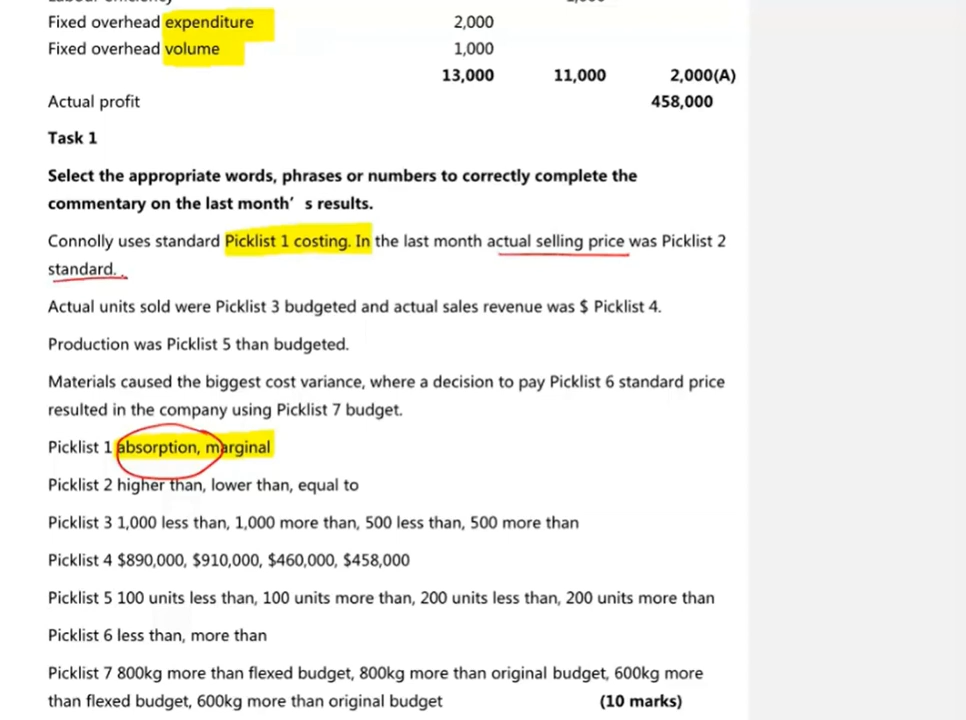 Fixed overhead expenditure 2,000
Fixed overhead volume 1,000
13,000 11,000 2,000(A)
Actual profit 458,000
Task 1
Select the appropriate words, phrases or numbers to correctly complete the
commentary on the last month's results.
Connolly uses standard Picklist 1 costing. In the last month actual selling price was Picklist 2
standard. .
Actual units sold were Picklist 3 budgeted and actual sales revenue was $ Picklist 4.
Production was Picklist 5 than budgeted.
Materials caused the biggest cost variance, where a decision to pay Picklist 6 standard price
resulted in the company using Picklist 7 budget.
Picklist 1 absorption, marginal
Picklist 2 higher than, lower than, equal to
Picklist 3 1,000 less than, 1,000 more than, 500 less than, 500 more than
Picklist 4 $890,000, $910,000, $460,000, $458,000
Picklist 5 100 units less than, 100 units more than, 200 units less than, 200 units more than
Picklist 6 less than, more than
Picklist 7 800kg more than flexed budget, 800kg more than original budget, 600kg more
than flexed budget, 600kg more than original budget (10 marks)